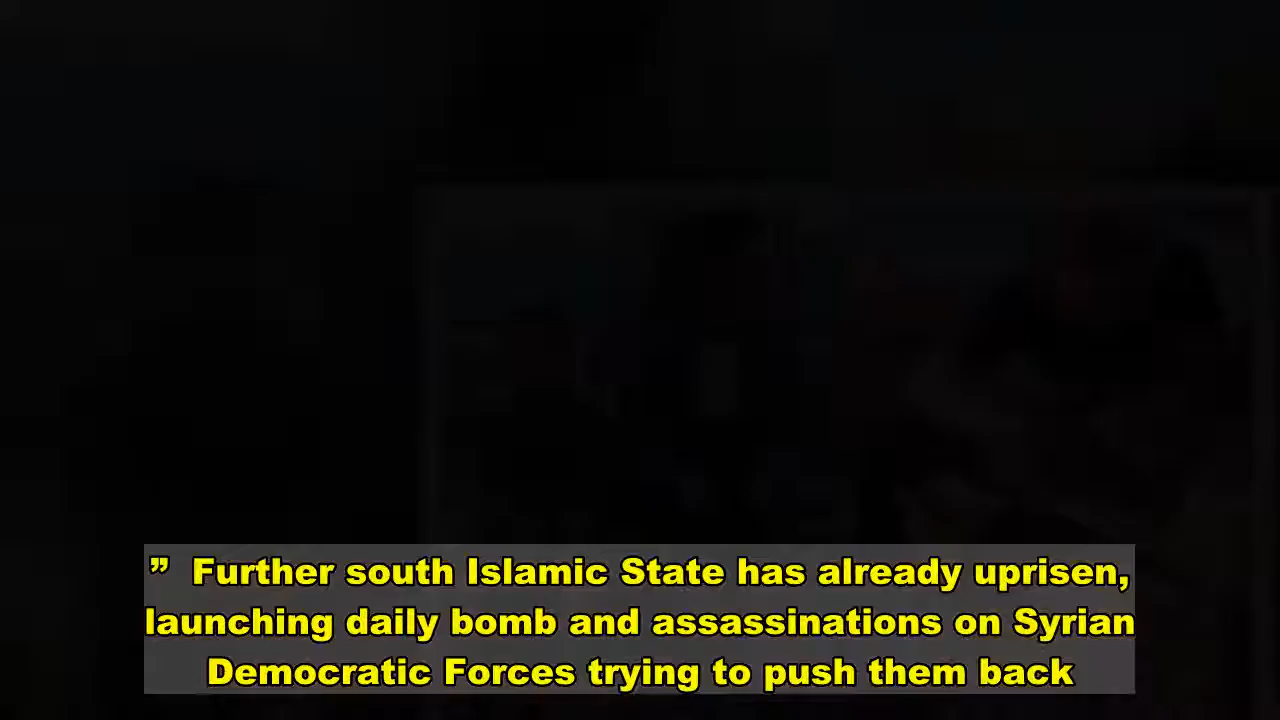 ”  Further south Islamic State has already uprisen,
launching daily bomb and assassinations on Syrian
Democratic Forces trying to push them back